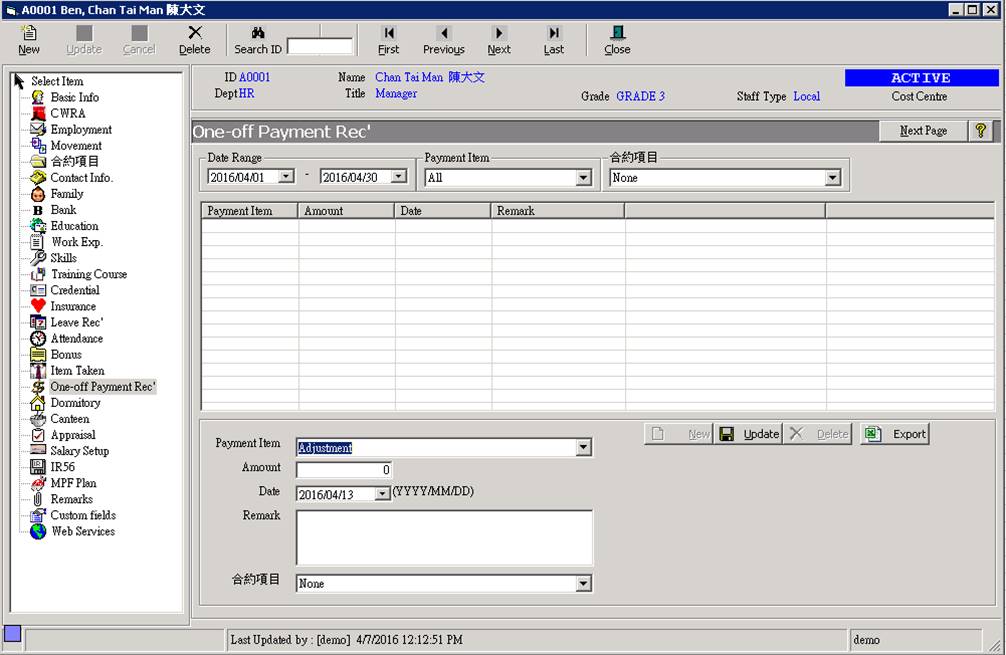 A0001 Ben, Chan Tai Man 陳大文
New Update Cancel Delete Search ID First Previous Next Last Close
Select Item
Basic Info
CWRA
Employment
Movement
合約項目
Contact Info.
Family
Bank
Education
Work Exp.
Skills
Training Course
Credential
Insurance
Leave Rec'
Attendance
Bonus
Item Taken
One-off Payment Rec'
Dormitory
Canteen
Appraisal
Salary Setup
IR56
MPF Plan
Remarks
Custom fields
Web Services
ID A0001 Name Chan Tai Man 陳大文 ACTIVE
Dept HR Title Manager Grade GRADE 3 Staff Type Local Cost Centre
One-off Payment Rec' Next Page ?
Date Range Payment Item 合約項目
2016/04/01 - 2016/04/30 All None
Payment Item Amount Date Remark
New Update Delete Export
Payment Item Adjustment
Amount 0
Date 2016/04/13 (YYYY/MM/DD)
Remark
合約項目 None
Last Updated by : [demo] 4/7/2016 12:12:51 PM demo